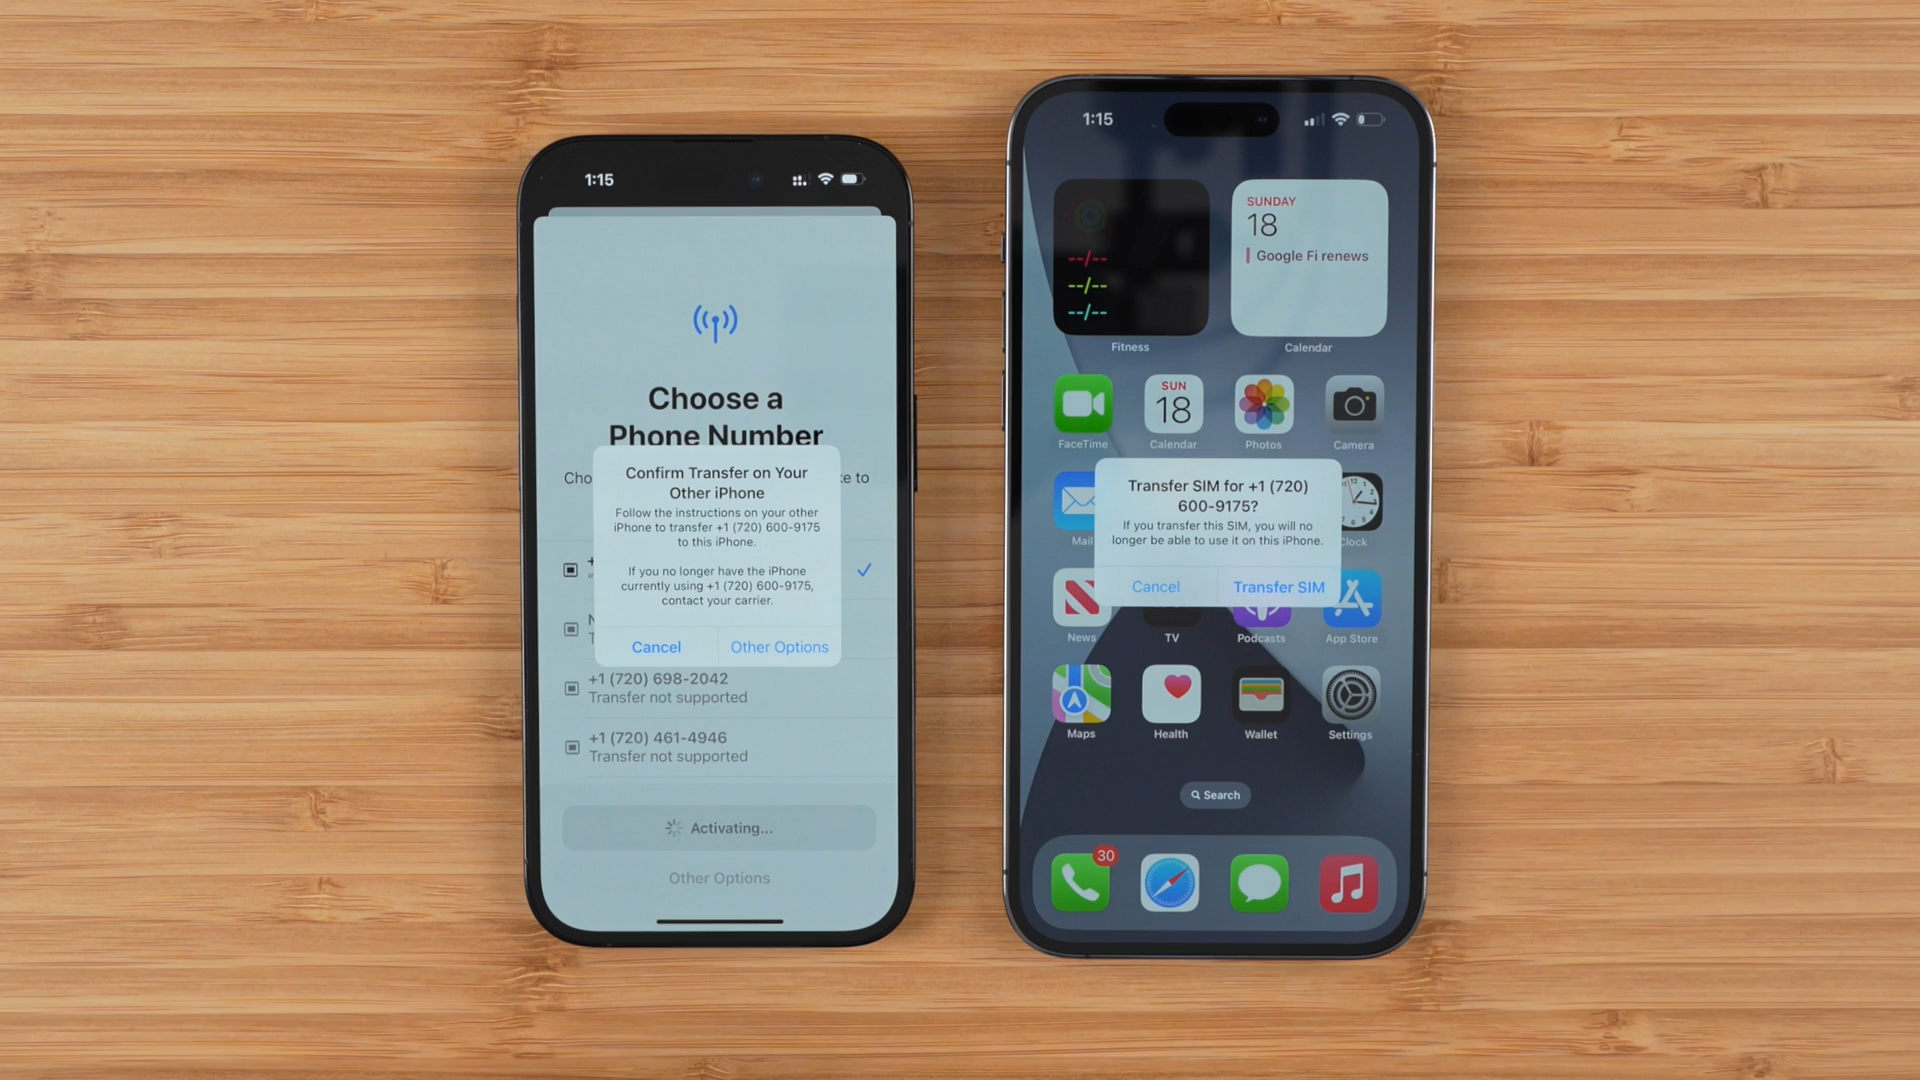 1:15
Choose a
Phone Number
Cho
ke to
Confirm Transfer on Your
Other iPhone
Follow the instructions on your other
iPhone to transfer +1 (720) 600-9175
to this iPhone.
If you no longer have the iPhone
currently using +1 (720) 600-9175,
contact your carrier.
Cancel
Other Options
+1 (720) 698-2042
Transfer not supported
+1 (720) 461-4946
Transfer not supported
Activating...
Other Options
1:15
--/--
--/--
--/--
Fitness
SUNDAY
18
Google Fi renews
Calendar
FaceTime
SUN
18
Calendar
Photos
Camera
Mail
Clock
Transfer SIM for +1 (720)
600-9175?
If you transfer this SIM, you will no
longer be able to use it on this iPhone.
Cancel
Transfer SIM
News
TV
Podcasts
App Store
Maps
Health
Wallet
Settings
Search
30